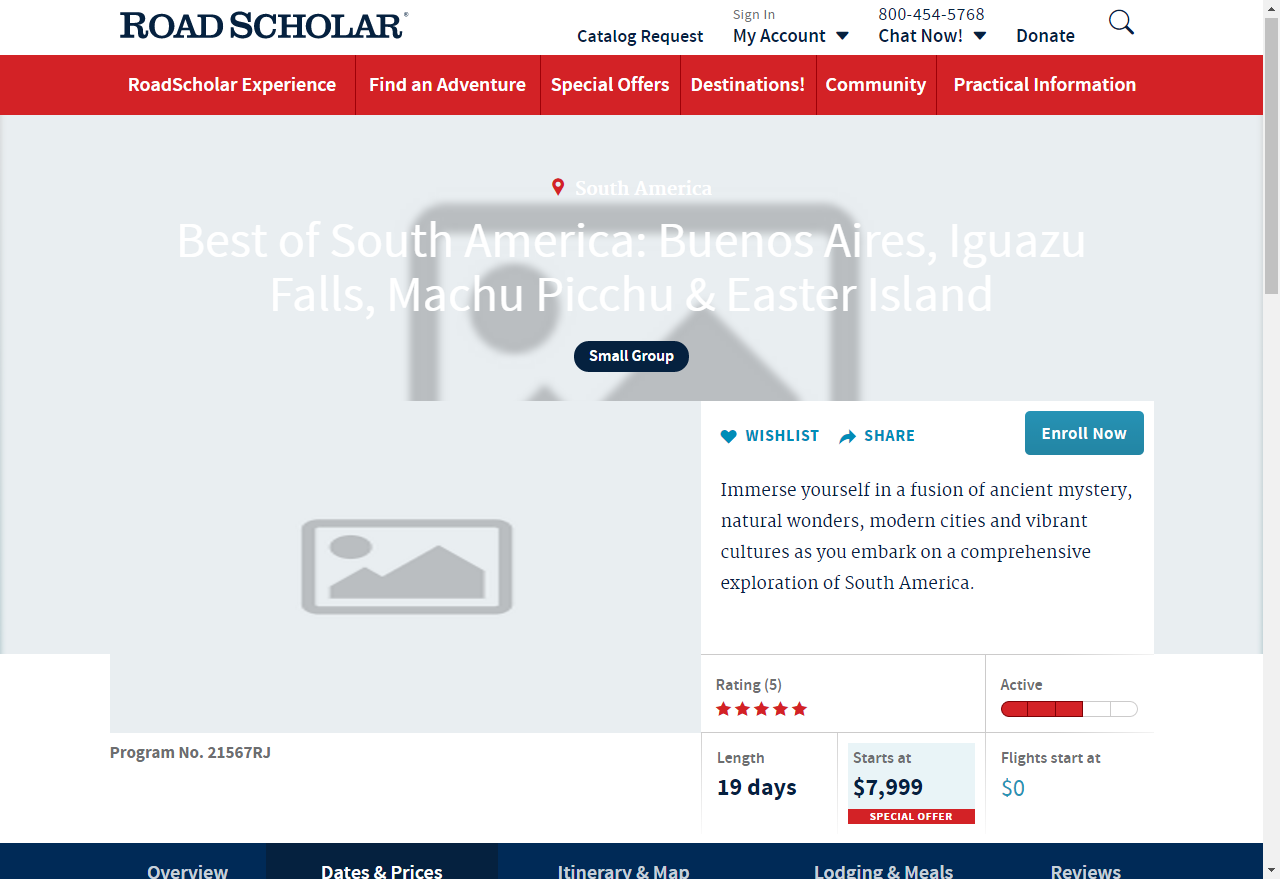 ROAD SCHOLAR®
Catalog Request
Sign In
My Account
800-454-5768
Chat Now!
Donate
RoadScholar Experience
Find an Adventure
Special Offers
Destinations!
Community
Practical Information
South America
Best of South America: Buenos Aires, Iguazu
Falls, Machu Picchu & Easter Island
Small Group
WISHLIST
SHARE
Enroll Now
Immerse yourself in a fusion of ancient mystery,
natural wonders, modern cities and vibrant
cultures as you embark on a comprehensive
exploration of South America.
Rating (5)
Active
Program No. 21567RJ
Length
19 days
Starts at
$7,999
SPECIAL OFFER
Flights start at
$0
Overview
Dates & Prices
Itinerary & Map
Lodging & Meals
Reviews